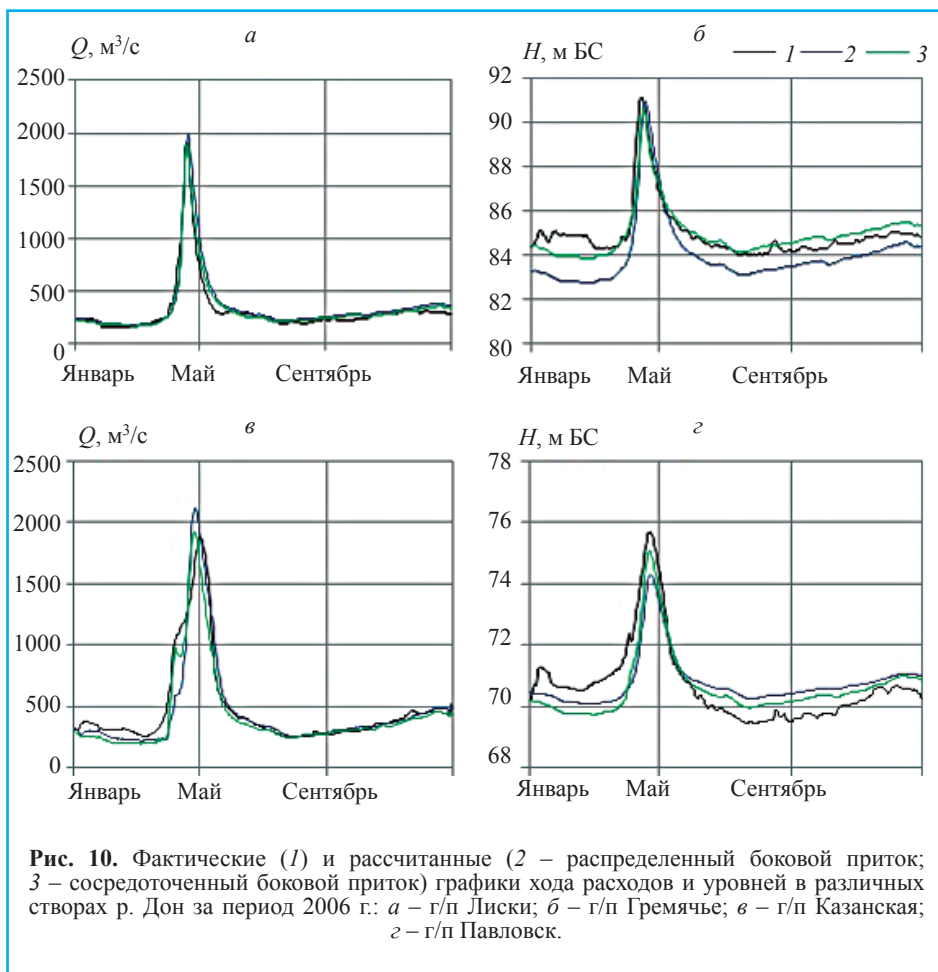 Q, м³/с
а
2500
2000
1500
1000
500
0
Январь Май Сентябрь
б
1 2 3
H, м БС
92
90
88
86
84
82
80
Январь Май Сентябрь
Q, м³/с
в
2500
2000
1500
1000
500
0
Январь Май Сентябрь
H, м БС
г
78
76
74
72
70
68
Январь Май Сентябрь
Рис. 10. Фактические (1) и рассчитанные (2 – распределенный боковой приток;
3 – сосредоточенный боковой приток) графики хода расходов и уровней в различных
створах р. Дон за период 2006 г.: а – г/п Лиски; б – г/п Гремячье; в – г/п Казанская;
г – г/п Павловск.